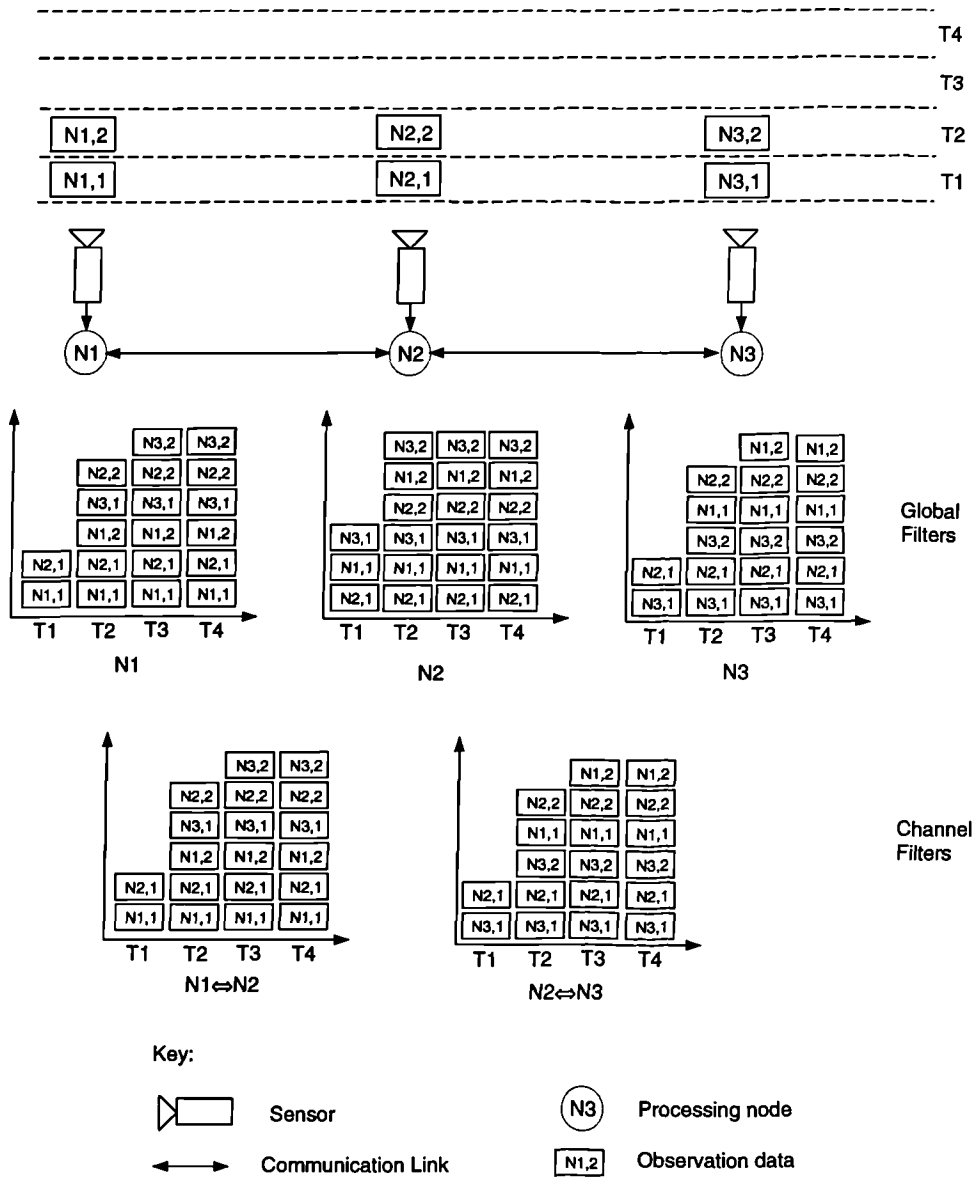 T4
T3
N1,2 N2,2 N3,2 T2
N1,1 N2,1 N3,1 T1
N1 N2 N3
N3,2 N3,2 N3,2 N3,2 N3,2 N1,2 N1,2
N2,2 N2,2 N2,2 N1,2 N1,2 N1,2 N2,2 N2,2 N2,2
N3,1 N3,1 N3,1 N2,2 N2,2 N2,2 N1,1 N1,1 N1,1
Global
Filters
N1,2 N1,2 N1,2 N3,1 N3,1 N3,1 N3,1 N3,2 N3,2 N3,2
N2,1 N2,1 N2,1 N2,1 N1,1 N1,1 N1,1 N1,1 N2,1 N2,1 N2,1 N2,1
N1,1 N1,1 N1,1 N1,1 N2,1 N2,1 N2,1 N2,1 N3,1 N3,1 N3,1 N3,1
T1 T2 T3 T4 T1 T2 T3 T4 T1 T2 T3 T4
N1 N2 N3
N3,2 N3,2 N1,2 N1,2
N2,2 N2,2 N2,2 N2,2 N2,2 N2,2
N3,1 N3,1 N3,1 N1,1 N1,1 N1,1
Channel
Filters
N1,2 N1,2 N1,2 N3,2 N3,2 N3,2
N2,1 N2,1 N2,1 N2,1 N2,1 N2,1 N2,1 N2,1
N1,1 N1,1 N1,1 N1,1 N3,1 N3,1 N3,1 N3,1
T1 T2 T3 T4 T1 T2 T3 T4
N1⇔N2 N2⇔N3
Key:
Sensor N3 Processing node
Communication Link N1,2 Observation data